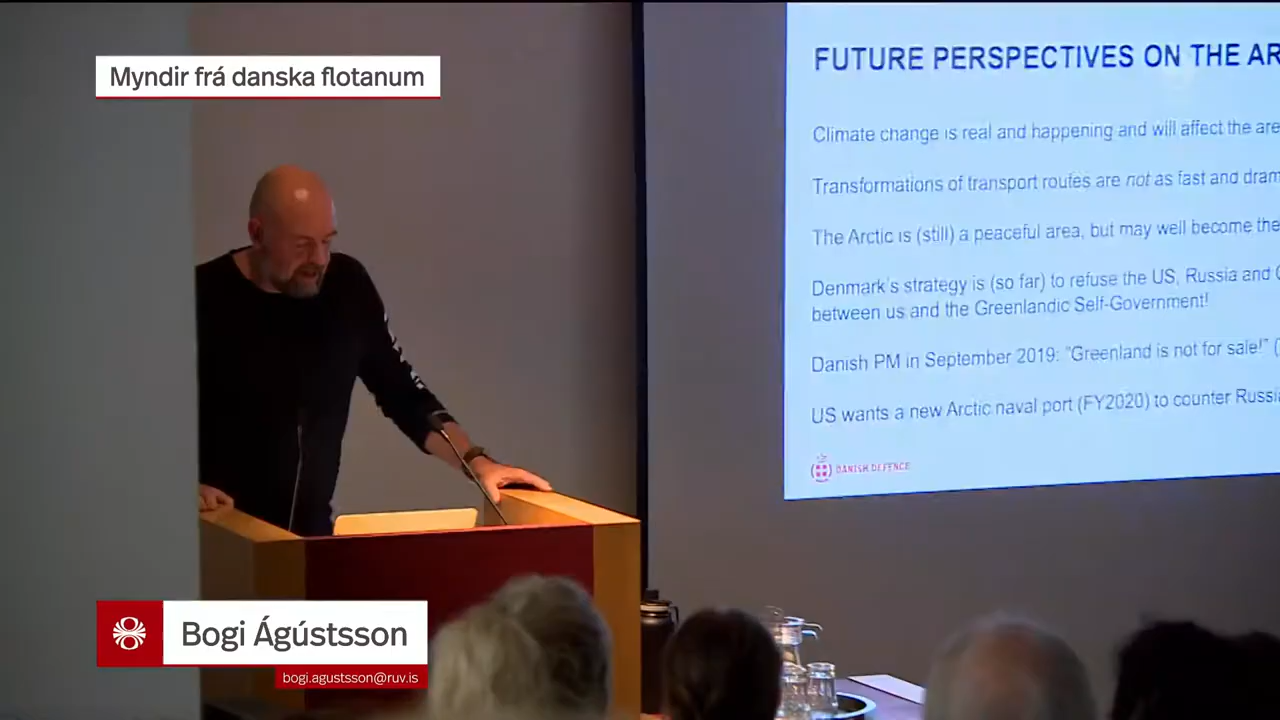 Myndir frá danska flotanum
FUTURE PERSPECTIVES ON THE AR
Climate change is real and happening and will affect the are
Transformations of transport routes are not as fast and dram
The Arctic is (still) a peaceful area, but may well become the
Denmark's strategy is (so far) to refuse the US, Russia and
between us and the Greenlandic Self-Government!
Danish PM in September 2019: "Greenland is not for sale!" (
US wants a new Arctic naval port (FY2020) to counter Russi
DANISH DEFENCE
Bogi Ágústsson
bogi.agustsson@ruv.is